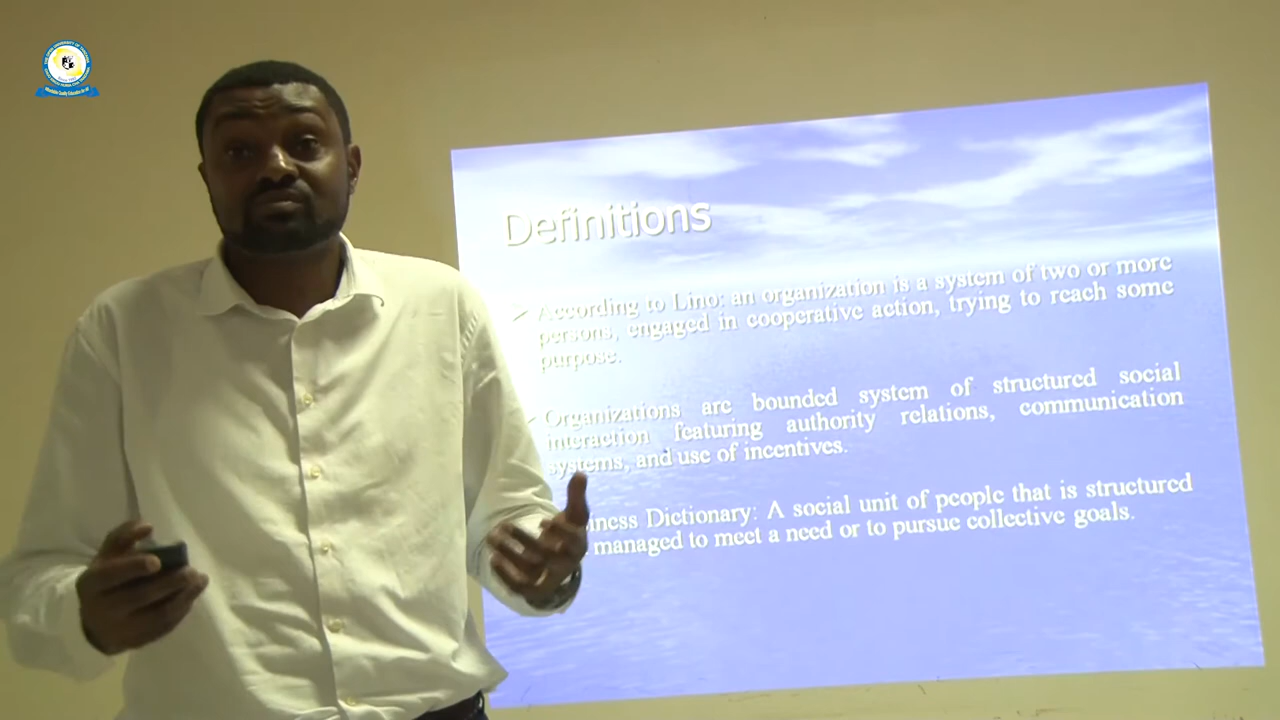 Definitions
According to Lino: an organization is a system of two or more
persons, engaged in cooperative action, trying to reach some
purpose.
Organizations are bounded system of structured social
interaction featuring authority relations, communication
systems, and use of incentives.
iness Dictionary: A social unit of people that is structured
managed to meet a need or to pursue collective goals.